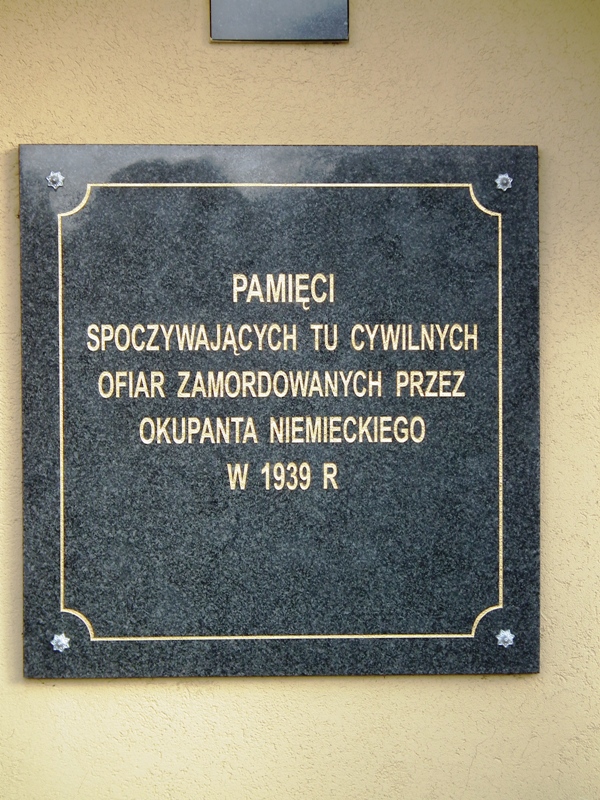 PAMIĘCI
SPOCZYWAJĄCYCH TU CYWILNYCH
OFIAR ZAMORDOWANYCH PRZEZ
OKUPANTA NIEMIECKIEGO
W 1939 R